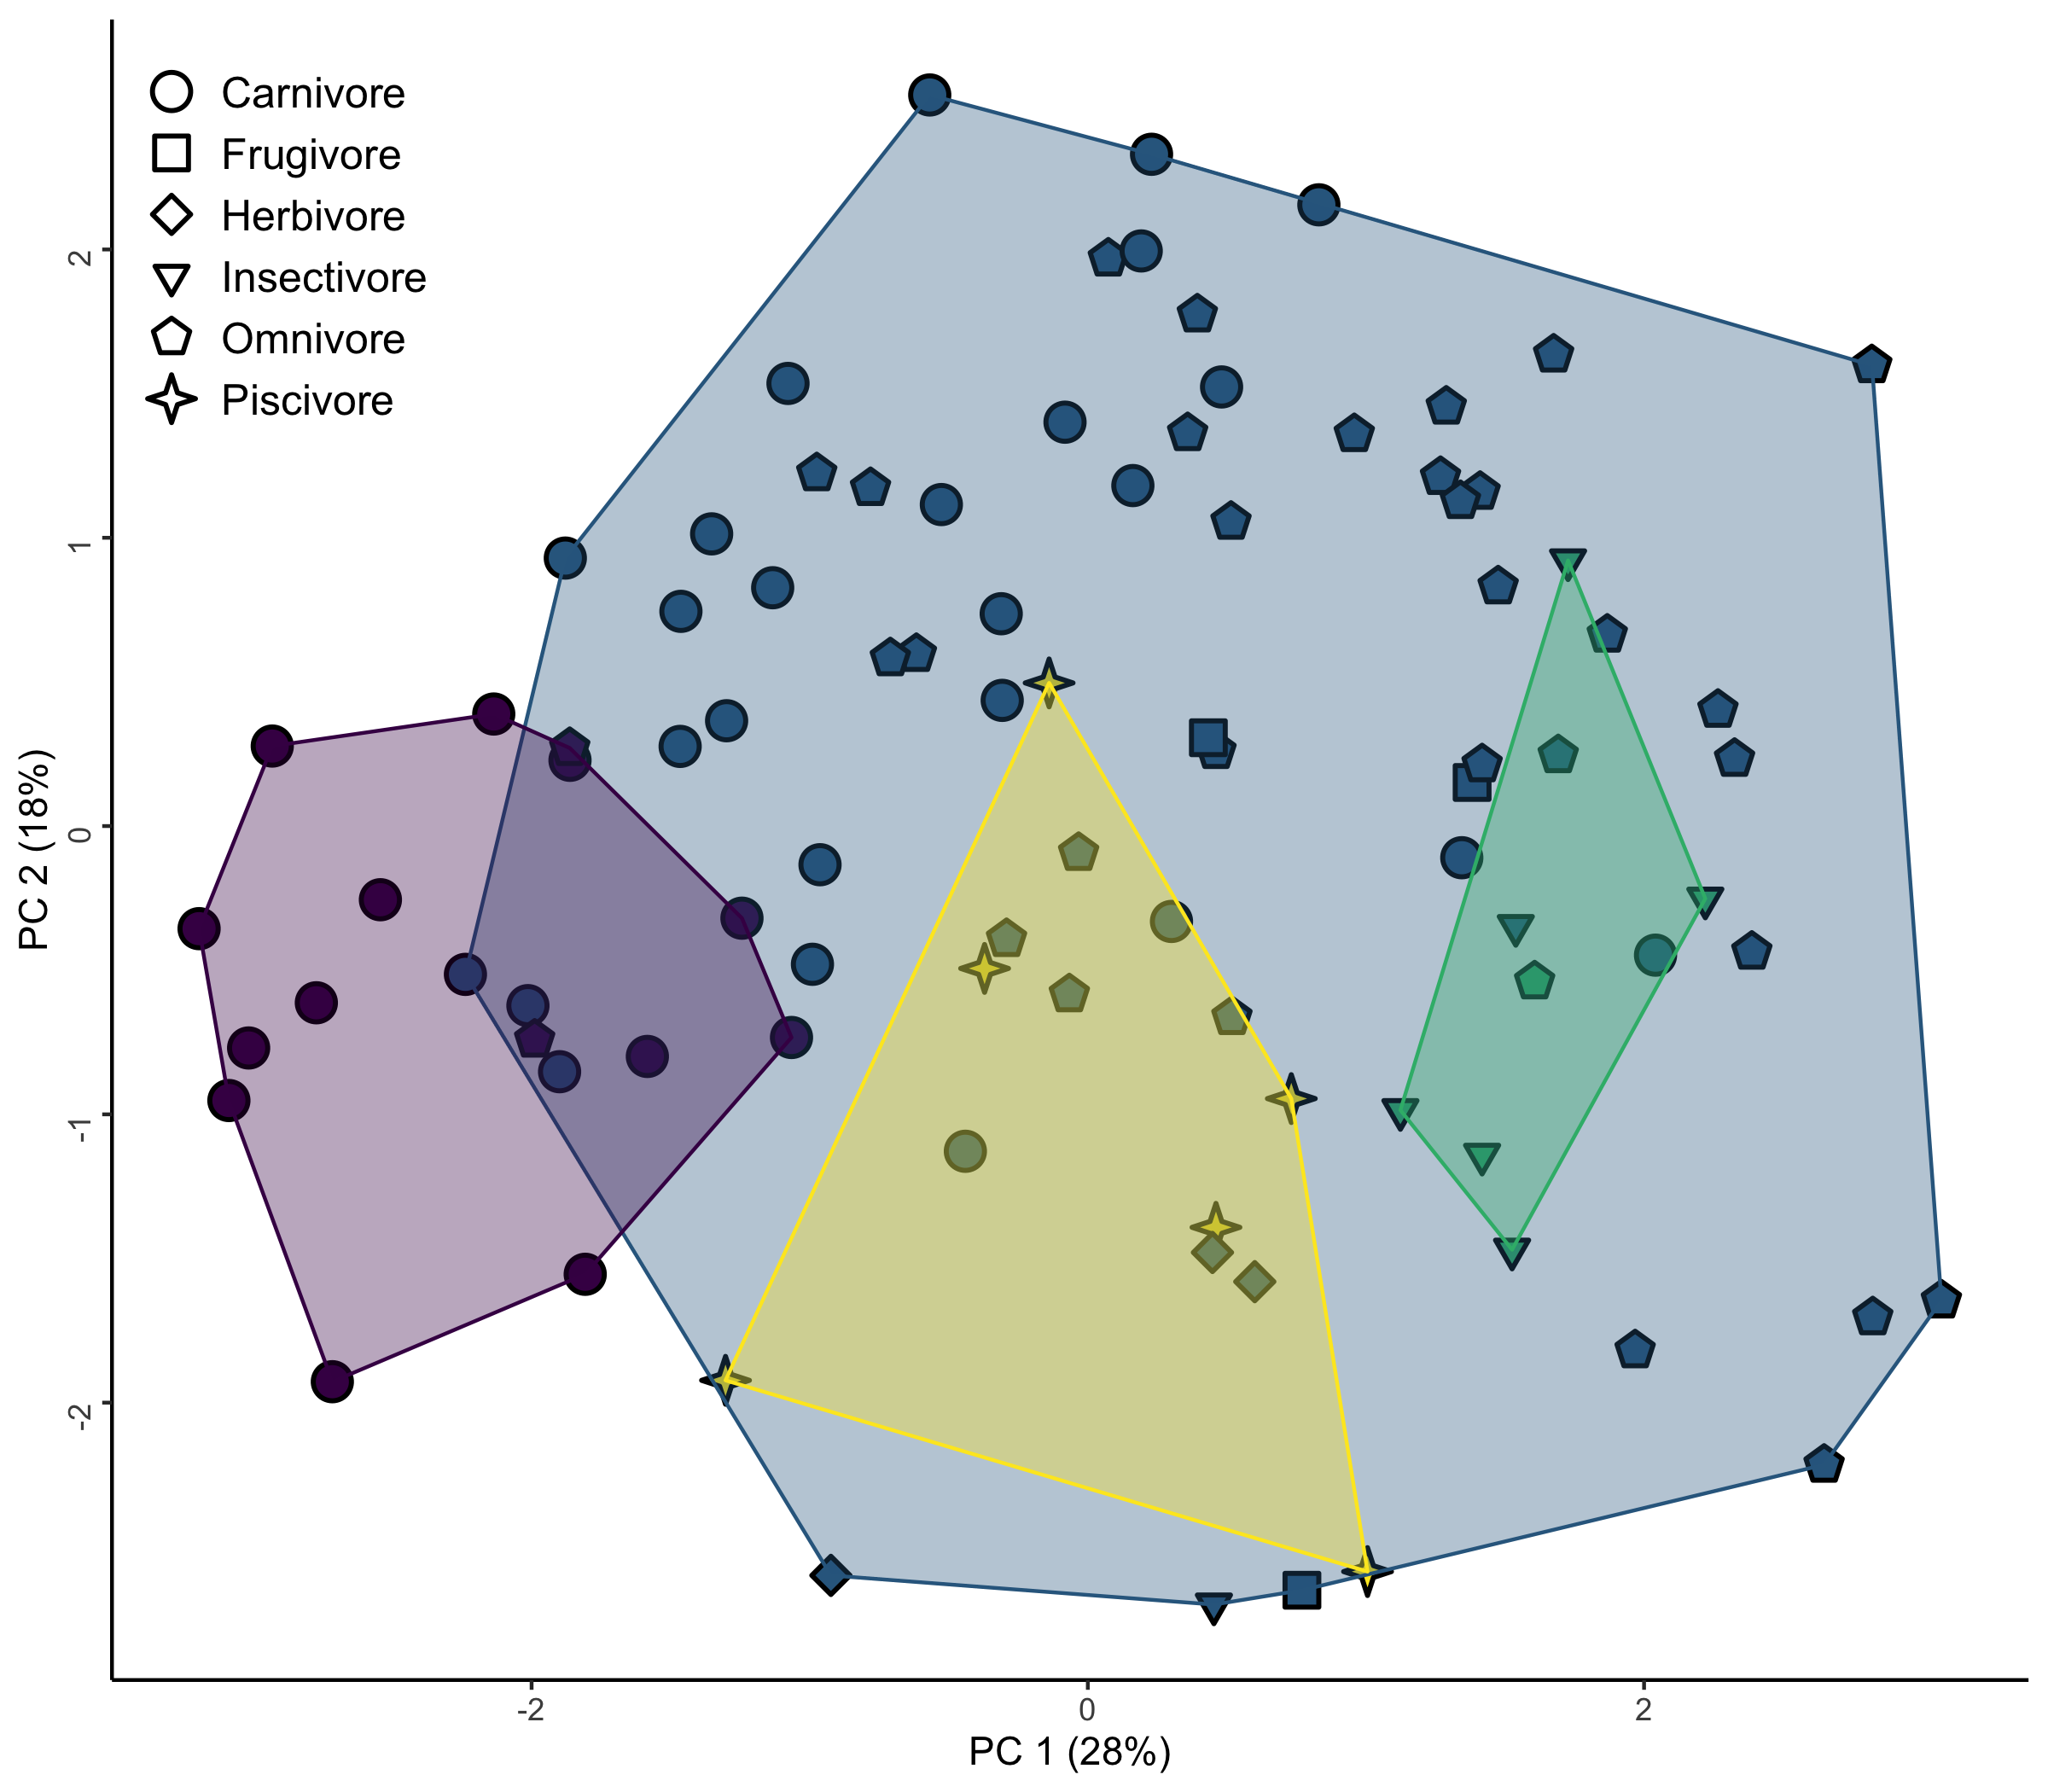 Carnivore
Frugivore
Herbivore
Insectivore
Omnivore
Piscivore
2
1
0
-1
-2
PC 2 (18%)
-2
0
2
PC 1 (28%)